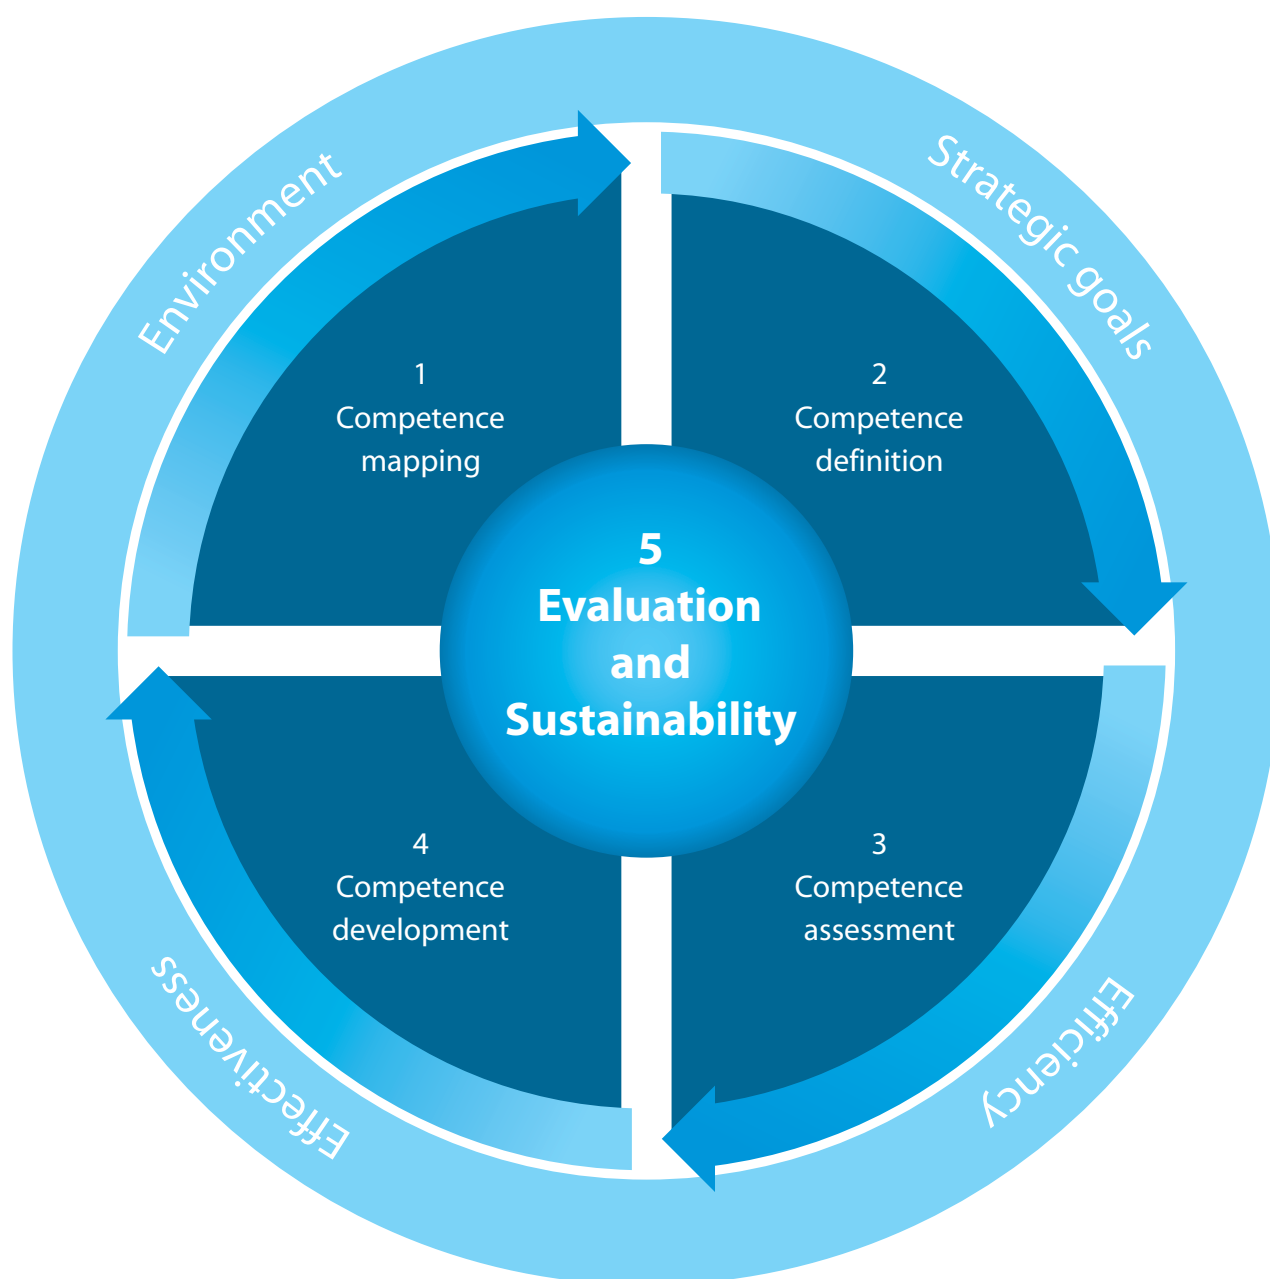 Environment
Strategic goals
1
Competence
mapping
2
Competence
definition
5
Evaluation
and
Sustainability
4
Competence
development
3
Competence
assessment
Effectiveness
Efficiency